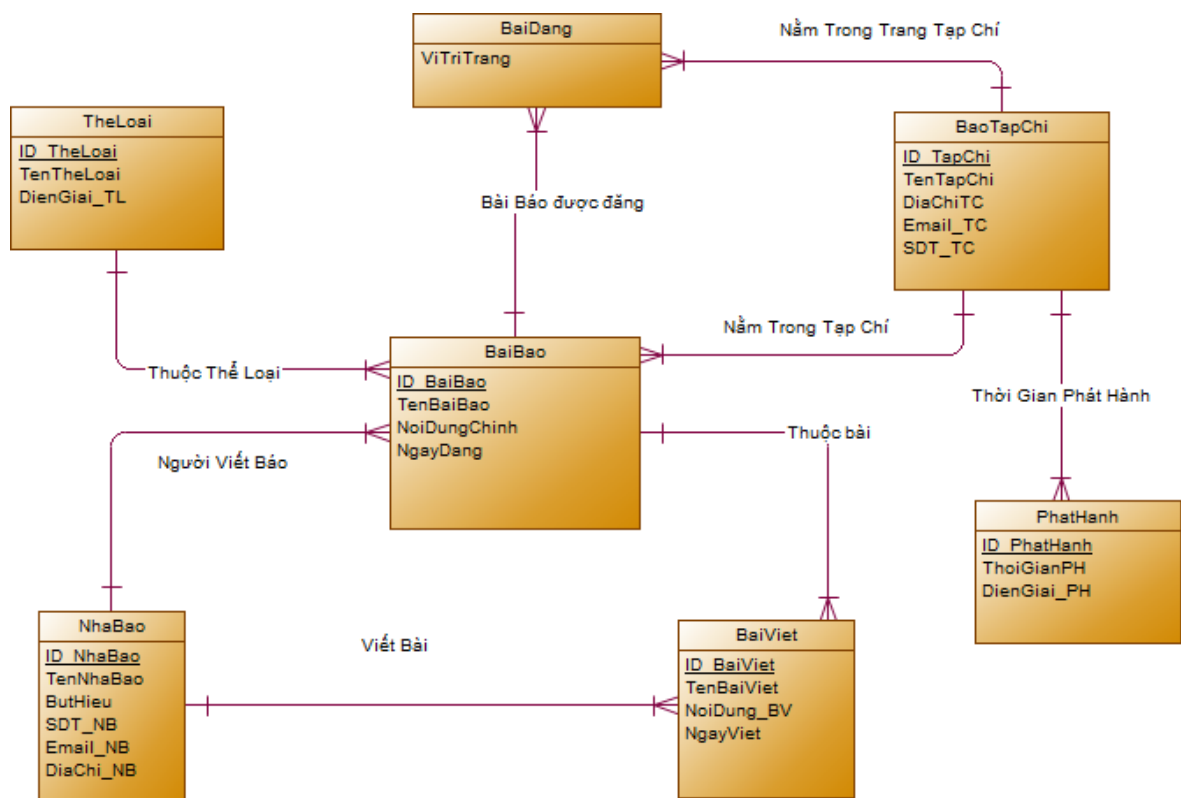 BaiDang
ViTriTrang
Nằm Trong Trang Tạp Chí
TheLoai
ID_TheLoai
TenTheLoai
DienGiai_TL
BaoTapChi
ID_TapChi
TenTapChi
DiaChiTC
Email_TC
SDT_TC
Bài Báo được đăng
Nằm Trong Tạp Chí
Thuộc Thể Loại
BaiBao
ID_BaiBao
TenBaiBao
NoiDungChinh
NgayDang
Thời Gian Phát Hành
Thuộc bài
Người Viết Báo
PhatHanh
ID_PhatHanh
ThoiGianPH
DienGiai_PH
NhaBao
ID_NhaBao
TenNhaBao
ButHieu
SDT_NB
Email_NB
DiaChi_NB
Viết Bài
BaiViet
ID_BaiViet
TenBaiViet
NoiDung_BV
NgayViet